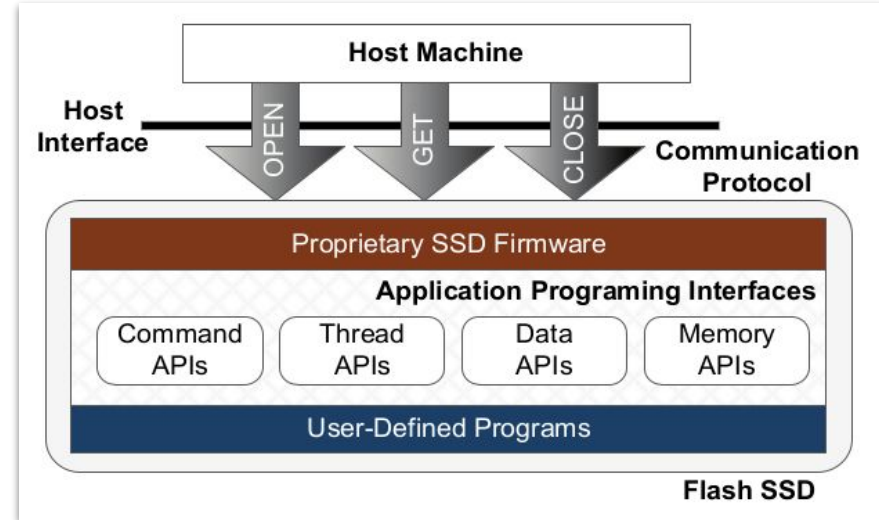 Host Machine
Host
Interface
OPEN
GET
CLOSE
Communication
Protocol
Proprietary SSD Firmware
Application Programing Interfaces
Command
APIs
Thread
APIs
Data
APIs
Memory
APIs
User-Defined Programs
Flash SSD